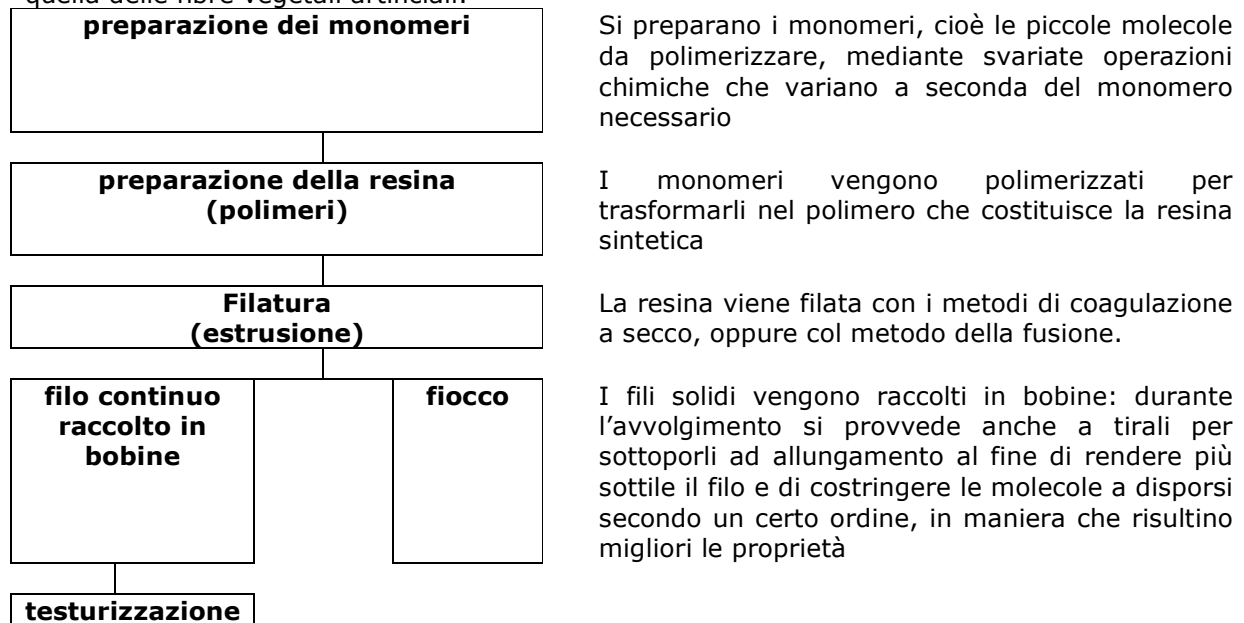 quella delle fibre vegetali artificiali.
preparazione dei monomeri
Si preparano i monomeri, cioè le piccole molecole
da polimerizzare, mediante svariate operazioni
chimiche che variano a seconda del monomero
necessario
preparazione della resina
(polimeri)
I monomeri vengono polimerizzati per
trasformarli nel polimero che costituisce la resina
sintetica
Filatura
(estrusione)
La resina viene filata con i metodi di coagulazione
a secco, oppure col metodo della fusione.
filo continuo
raccolto in
bobine
fiocco
I fili solidi vengono raccolti in bobine: durante
l'avvolgimento si provvede anche a tirali per
sottoporli ad allungamento al fine di rendere più
sottile il filo e di costringere le molecole a disporsi
secondo un certo ordine, in maniera che risultino
migliori le proprietà
testurizzazione